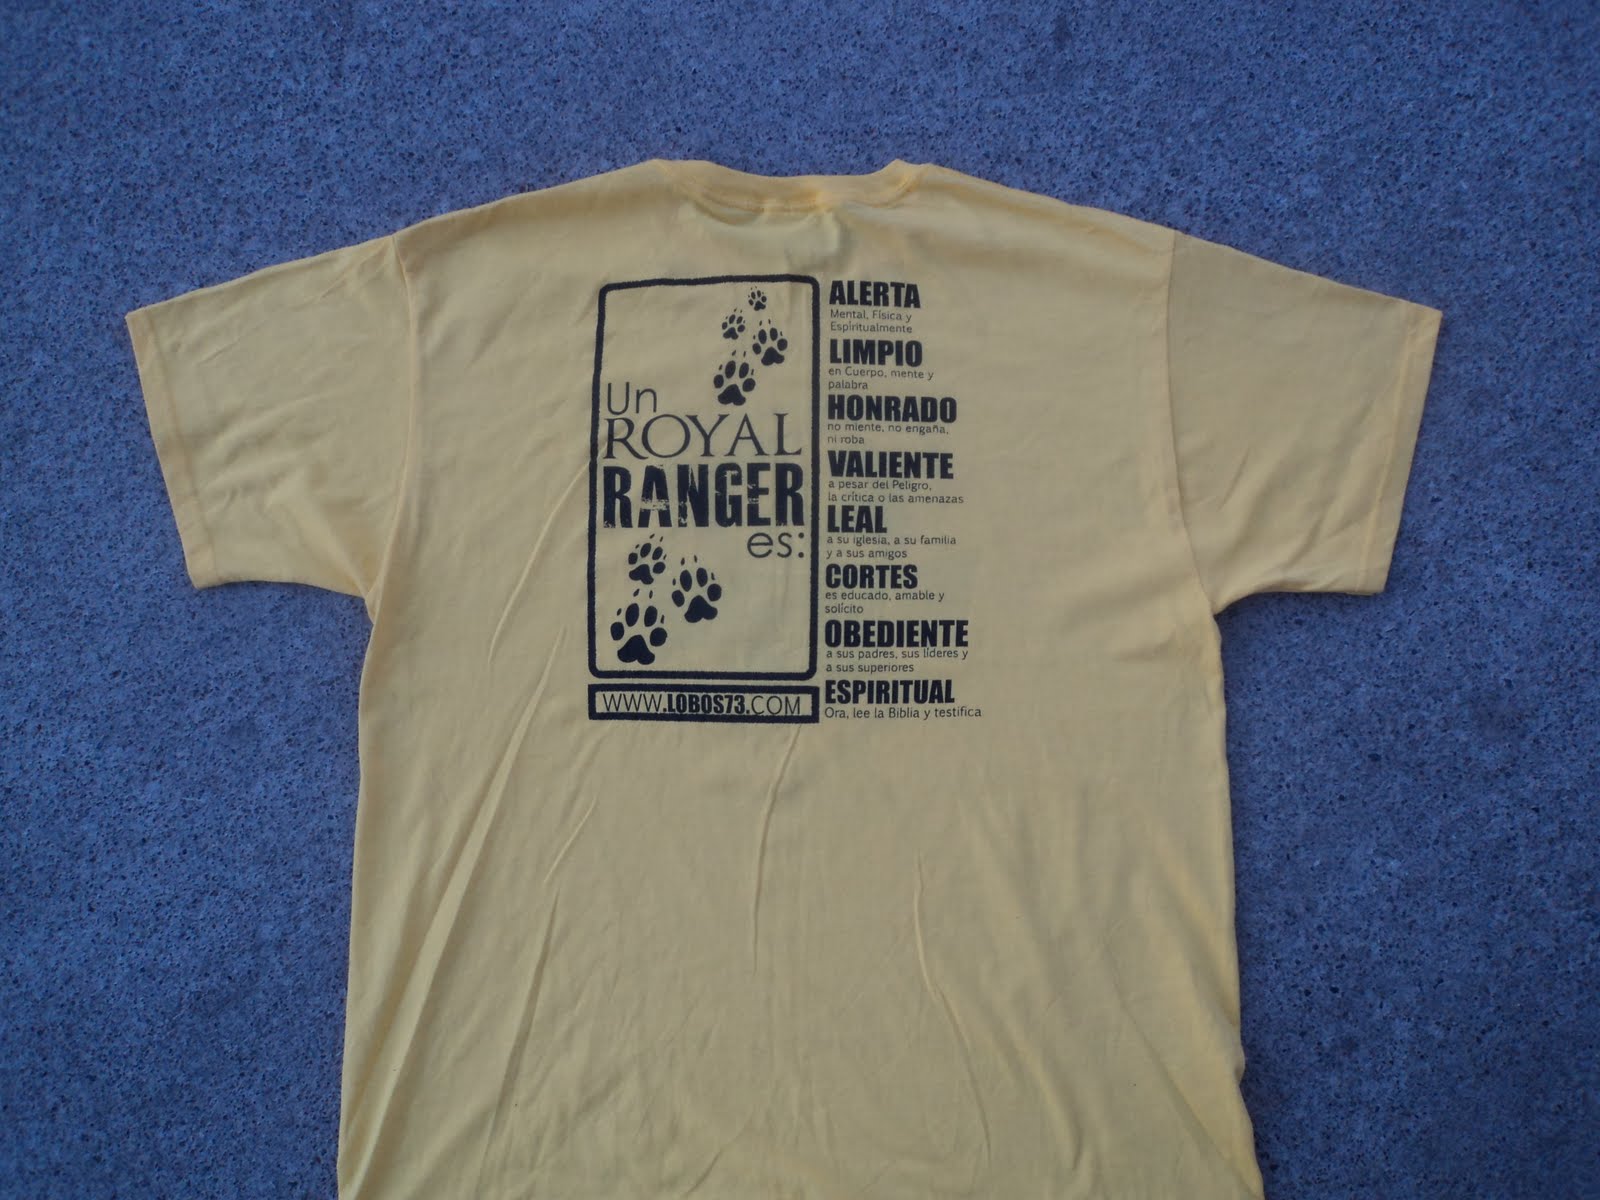 Un
ROYAL
RANGER
es:
WWW.LOBOS73.COM
ALERTA
Mental, Física y
Espiritualmente
LIMPIO
en Cuerpo, mente y
palabra
HONRADO
no miente, no engaña,
ni roba
VALIENTE
a pesar del Peligro,
la crítica o las amenazas
LEAL
a su iglesia, a su familia
y a sus amigos
CORTES
es educado, amable y
solícito
OBEDIENTE
a sus padres, sus líderes y
a sus superiores
ESPIRITUAL
Ora, lee la Biblia y testifica